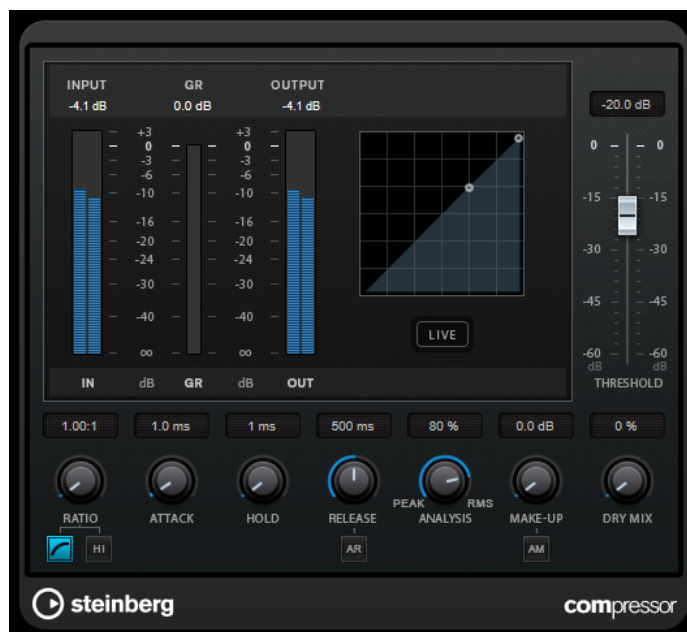 INPUT GR OUTPUT
-4.1 dB 0.0 dB -4.1 dB
-20.0 dB
+3 +3
0 0
-3 -3
-6 -6
-10 -10
-16 -16
-20 -20
-24 -24
-30 -30
-40 -40
∞ ∞
IN dB GR dB OUT
LIVE
0 0
-15 -15
-30 -30
-45 -45
-60 -60
dB dB
THRESHOLD
1.00:1 1.0 ms 1 ms 500 ms 80 % 0.0 dB 0 %
PEAK RMS
RATIO ATTACK HOLD RELEASE ANALYSIS MAKE-UP DRY MIX
HI AR AM
steinberg compressor